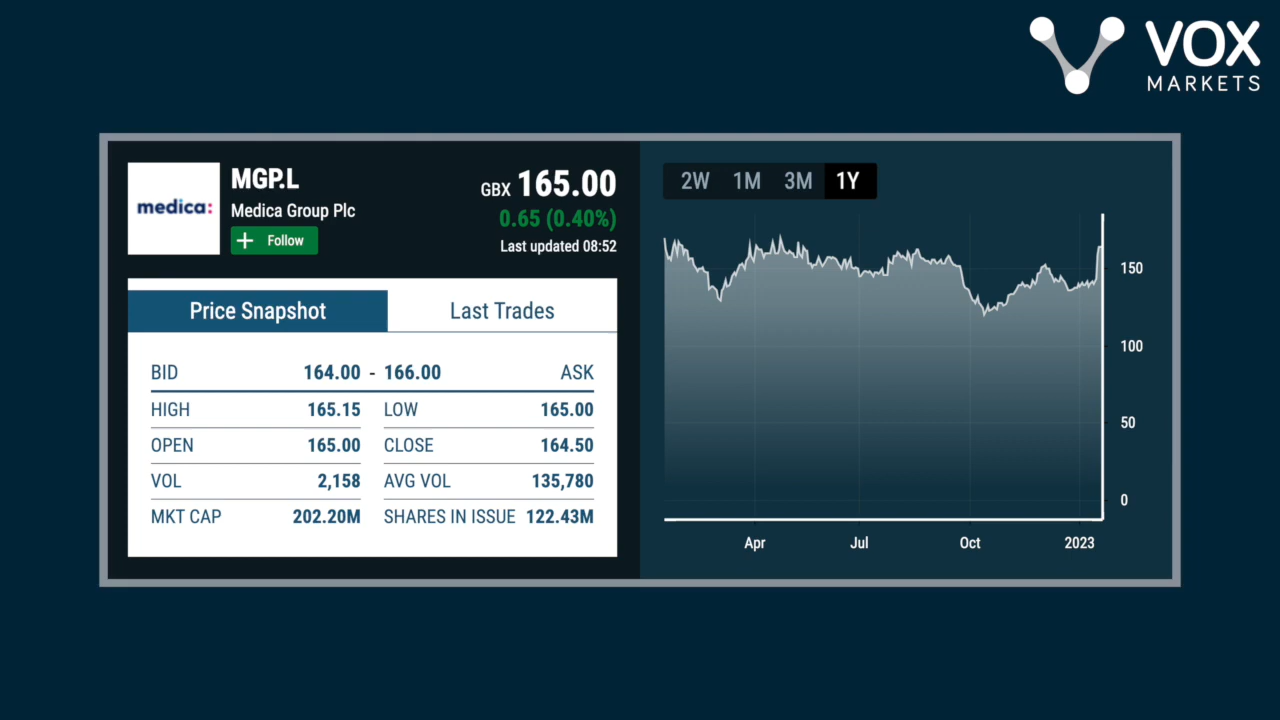 VOX
MARKETS
medica:
MGP.L
Medica Group Plc
+ Follow
GBX 165.00
0.65 (0.40%)
Last updated 08:52
Price Snapshot Last Trades
BID 164.00 - 166.00 ASK
HIGH 165.15 LOW 165.00
OPEN 165.00 CLOSE 164.50
VOL 2,158 AVG VOL 135,780
MKT CAP 202.20M SHARES IN ISSUE 122.43M
2W 1M 3M 1Y
150
100
50
0
Apr Jul Oct 2023